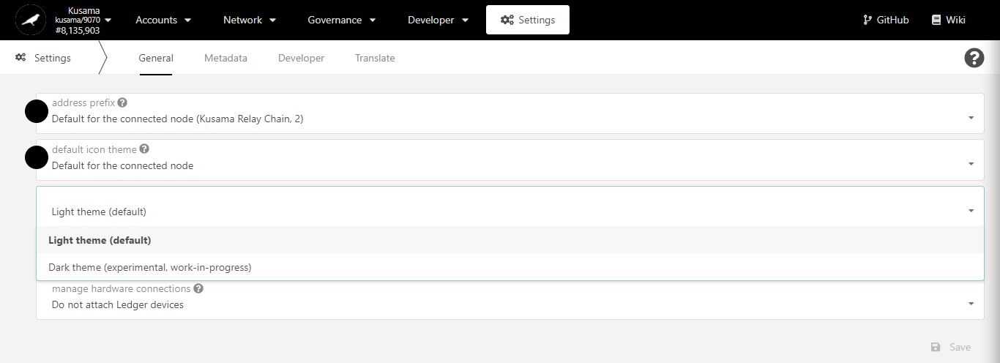 Kusama
kusama/9070
#8,135,903
Accounts
Network
Governance
Developer
Settings
GitHub
Wiki
Settings
General
Metadata
Developer
Translate
?
address prefix ?
Default for the connected node (Kusama Relay Chain, 2)
default icon theme ?
Default for the connected node
Light theme (default)
Light theme (default)
Dark theme (experimental, work-in-progress)
manage hardware connections ?
Do not attach Ledger devices
Save